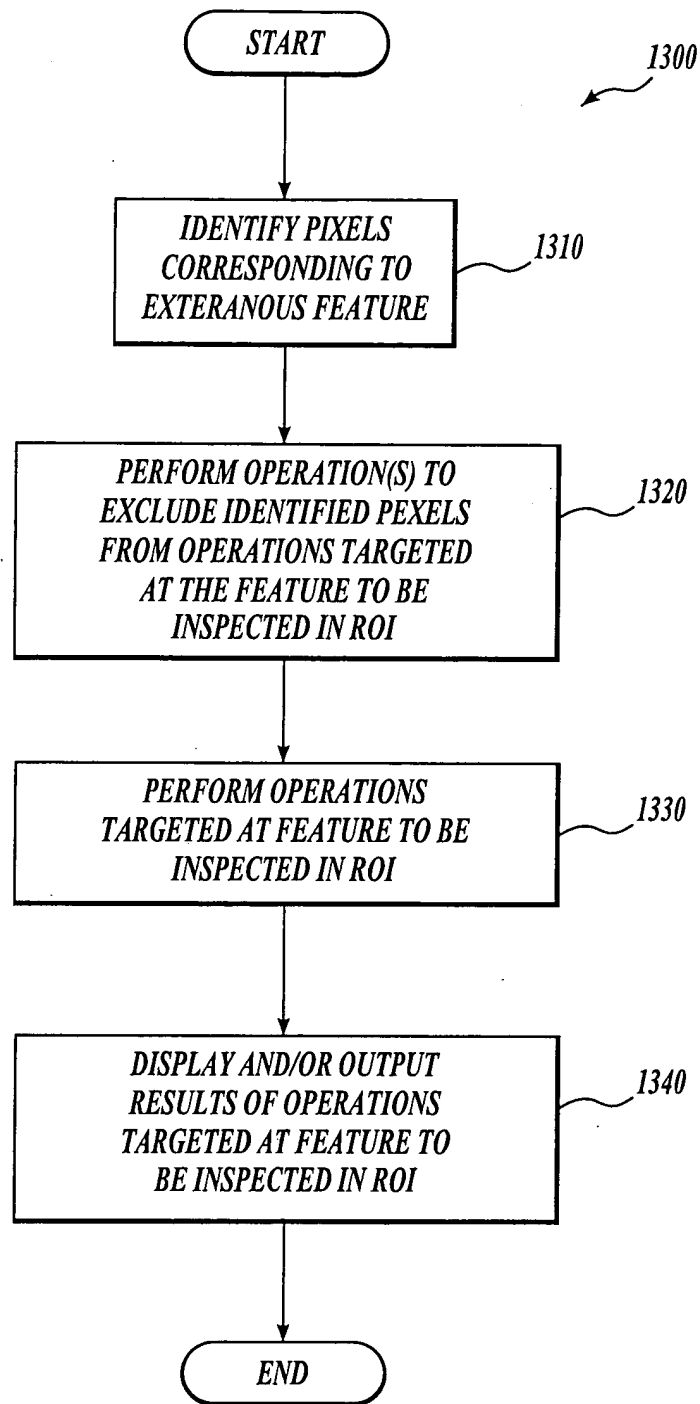 START
1300
IDENTIFY PIXELS
CORRESPONDING TO
EXTERANOUS FEATURE
1310
PERFORM OPERATION(S) TO
EXCLUDE IDENTIFIED PEXELS
FROM OPERATIONS TARGETED
AT THE FEATURE TO BE
INSPECTED IN ROI
1320
PERFORM OPERATIONS
TARGETED AT FEATURE TO BE
INSPECTED IN ROI
1330
DISPLAY AND/OR OUTPUT
RESULTS OF OPERATIONS
TARGETED AT FEATURE TO
BE INSPECTED IN ROI
1340
END